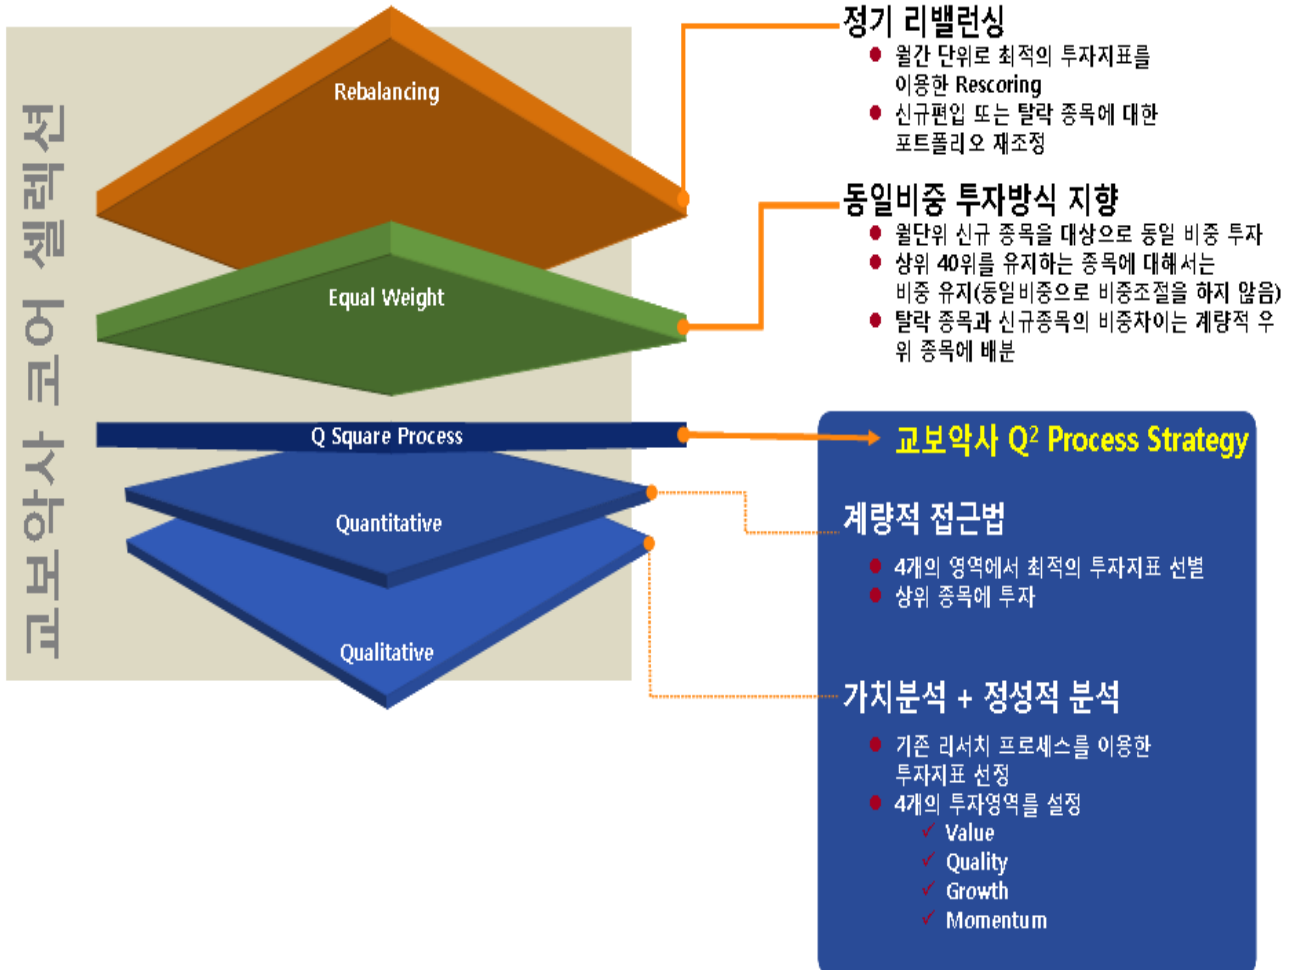 교보악사 코어 셀렉션
Rebalancing
Equal Weight
Q Square Process
Quantitative
Qualitative
정기 리밸런싱
월간 단위로 최적의 투자지표를
이용한 Rescoring
신규편입 또는 탈락 종목에 대한
포트폴리오 재조정
동일비중 투자방식 지향
월단위 신규 종목을 대상으로 동일 비중 투자
상위 40위를 유지하는 종목에 대해서는
비중 유지(동일비중으로 비중조절을 하지 않음)
탈락 종목과 신규종목의 비중차이는 계량적 우
위 종목에 배분
교보악사 Q² Process Strategy
계량적 접근법
4개의 영역에서 최적의 투자지표 선별
상위 종목에 투자
가치분석 + 정성적 분석
기존 리서치 프로세스를 이용한
투자지표 선정
4개의 투자영역를 설정
Value
Quality
Growth
Momentum